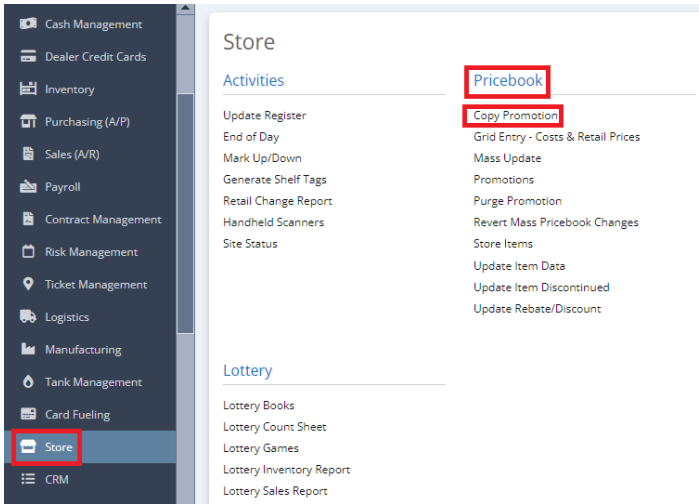 Cash Management
Dealer Credit Cards
Inventory
Purchasing (A/P)
Sales (A/R)
Payroll
Contract Management
Risk Management
Ticket Management
Logistics
Manufacturing
Tank Management
Card Fueling
Store
CRM
Store
Activities
Update Register
End of Day
Mark Up/Down
Generate Shelf Tags
Retail Change Report
Handheld Scanners
Site Status
Pricebook
Copy Promotion
Grid Entry - Costs & Retail Prices
Mass Update
Promotions
Purge Promotion
Revert Mass Pricebook Changes
Store Items
Update Item Data
Update Item Discontinued
Update Rebate/Discount
Lottery
Lottery Books
Lottery Count Sheet
Lottery Games
Lottery Inventory Report
Lottery Sales Report